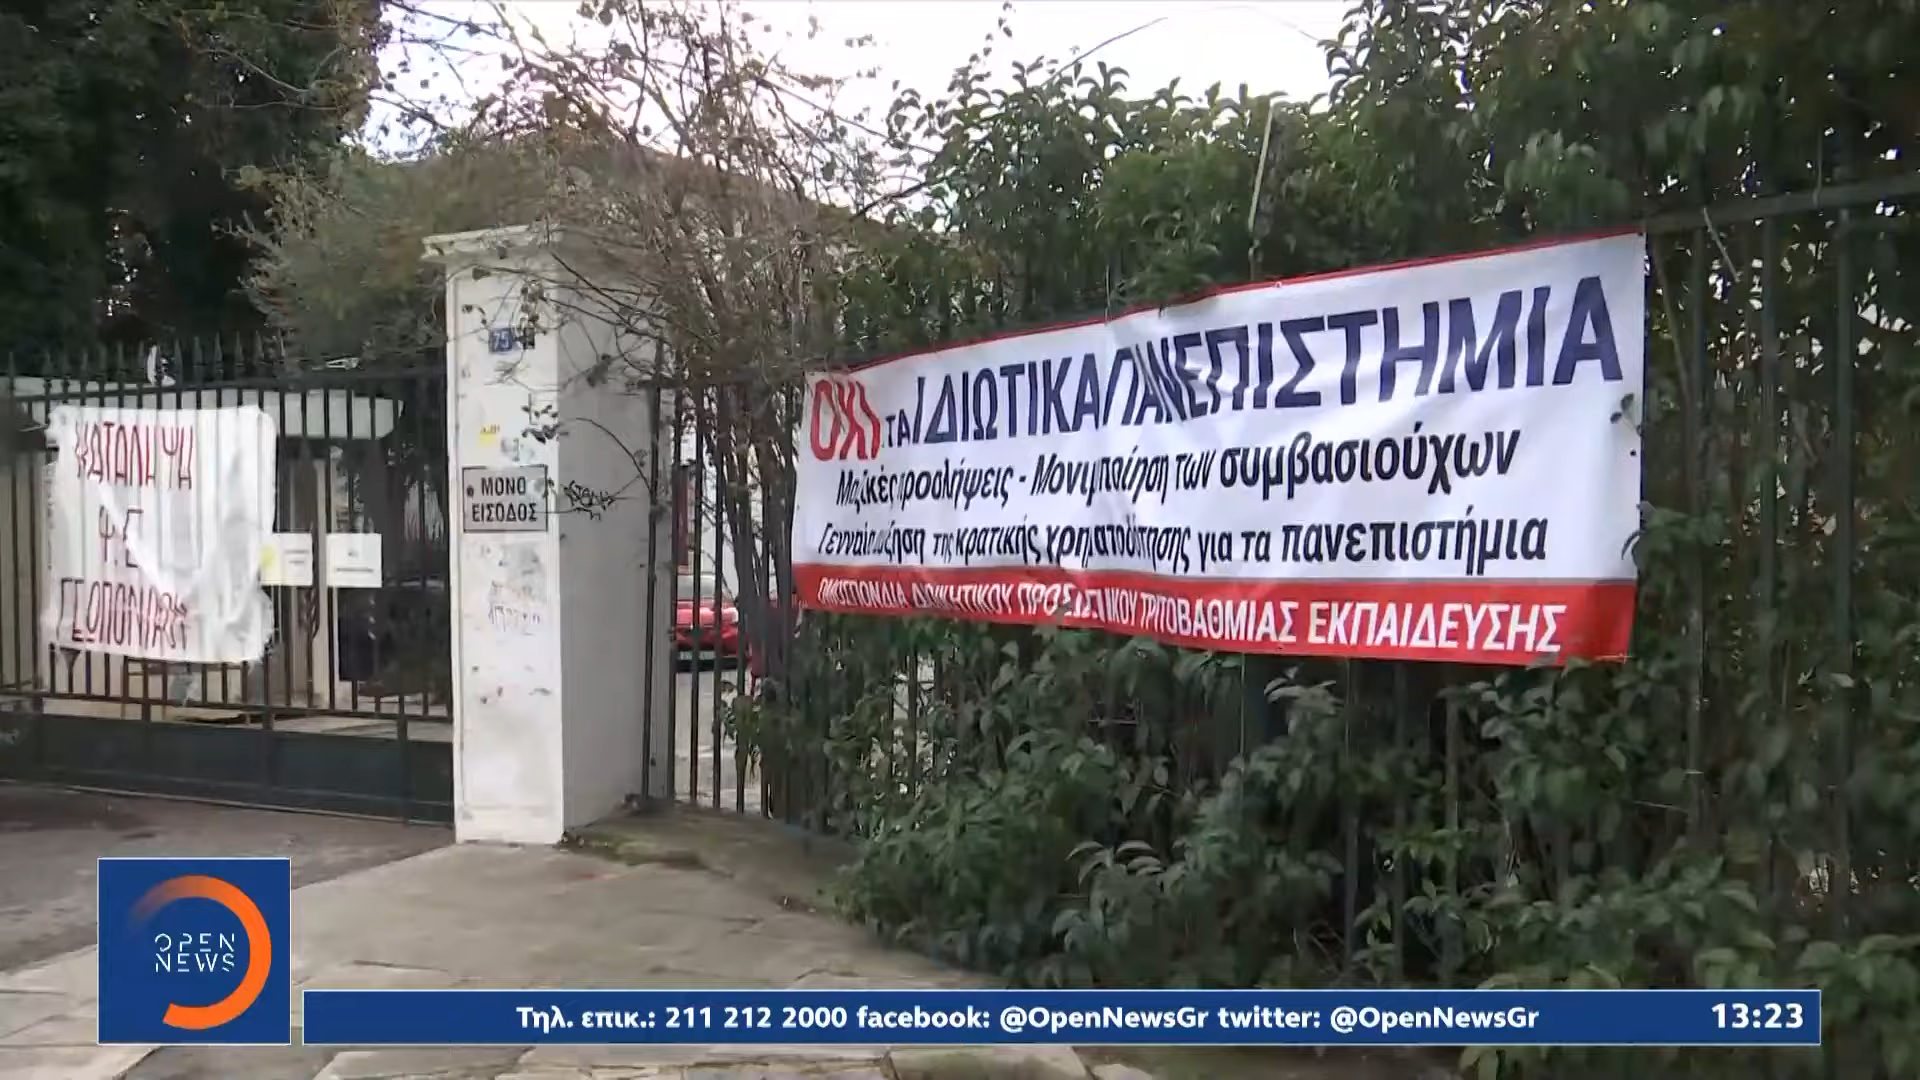 ΟΧΙ ΤΑ ΙΔΙΩΤΙΚΑ ΠΑΝΕΠΙΣΤΗΜΙΑ
Μαζικές προσλήψεις - Μονιμοποίηση των συμβασιούχων
Γενναία αύξηση της κρατικής χρηματοδότησης για τα πανεπιστήμια
ΟΜΟΣΠΟΝΔΙΑ ΔΙΟΙΚΗΤΙΚΟΥ ΠΡΟΣΩΠΙΚΟΥ ΤΡΙΤΟΒΑΘΜΙΑΣ ΕΚΠΑΙΔΕΥΣΗΣ
75
ΜΟΝΟ
ΕΙΣΟΔΟΣ
ΚΑΤΑΛΗΨΗ
Φ.Σ
ΓΕΩΠΟΝΙΚΗΣ
OPEN
NEWS
Τηλ. επικ.: 211 212 2000 facebook: @OpenNewsGr twitter: @OpenNewsGr
13:23